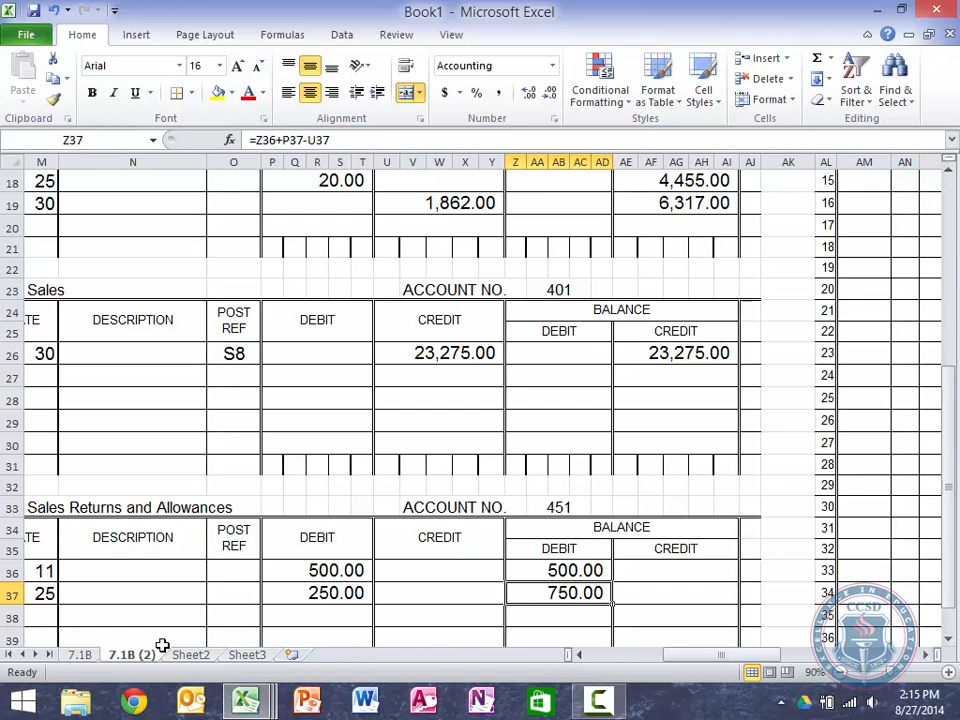 Book1 - Microsoft Excel
File Home Insert Page Layout Formulas Data Review View
Paste Arial 16 Accounting Conditional Formatting Format as Table Cell Styles Insert Delete Format Sort & Filter Find & Select
Clipboard Font Alignment Number Styles Cells Editing
Z37 fx =Z36+P37-U37
M N O P Q R S T U V W X Y Z AA AB AC AD AE AF AG AH AI AJ AK AL AM AN
18 25 20.00 4,455.00 15
19 30 1,862.00 6,317.00 16
20 17
21 18
22 19
23 Sales ACCOUNT NO. 401 20
24 ATE DESCRIPTION POST REF DEBIT CREDIT BALANCE 21
25 DEBIT CREDIT 22
26 30 S8 23,275.00 23,275.00 23
27 24
28 25
29 26
30 27
31 28
32 29
33 Sales Returns and Allowances ACCOUNT NO. 451 30
34 ATE DESCRIPTION POST REF DEBIT CREDIT BALANCE 31
35 DEBIT CREDIT 32
36 11 500.00 500.00 33
37 25 250.00 750.00 34
38 35
39 36
CCSD
7.1B 7.1B (2) Sheet2 Sheet3
Ready 90%
2:15 PM
8/27/2014